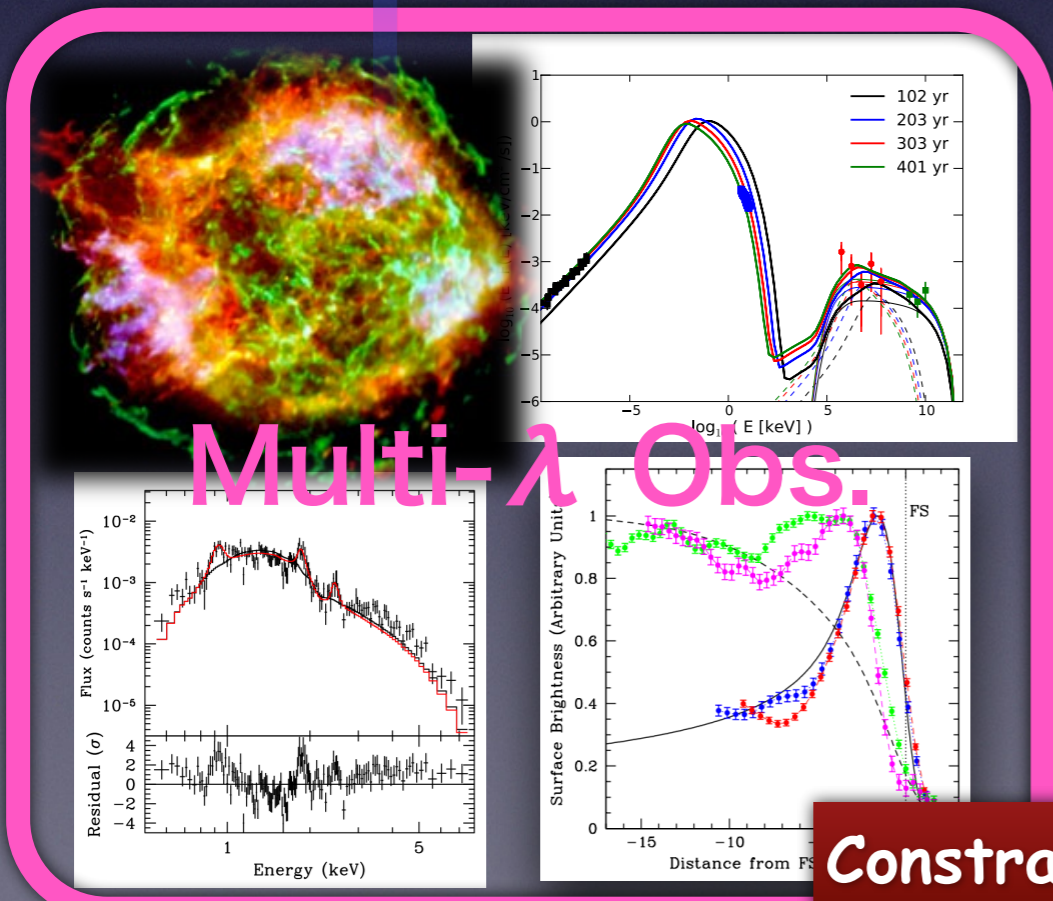 1
0
−1
−2
−3
−4
−5
−6
−5
0
5
10
102 yr
203 yr
303 yr
401 yr
( E [keV] )
Multi-λ Obs.
10⁻²
10⁻³
10⁻⁴
10⁻⁵
Flux (counts s⁻¹ keV⁻¹)
4
2
0
−2
−4
Residual (σ)
1
5
Energy (keV)
FS
1
0.8
0.6
0.4
0.2
0
Surface Brightness (Arbitrary Unit
−15
−10
Distance from FS
Constra